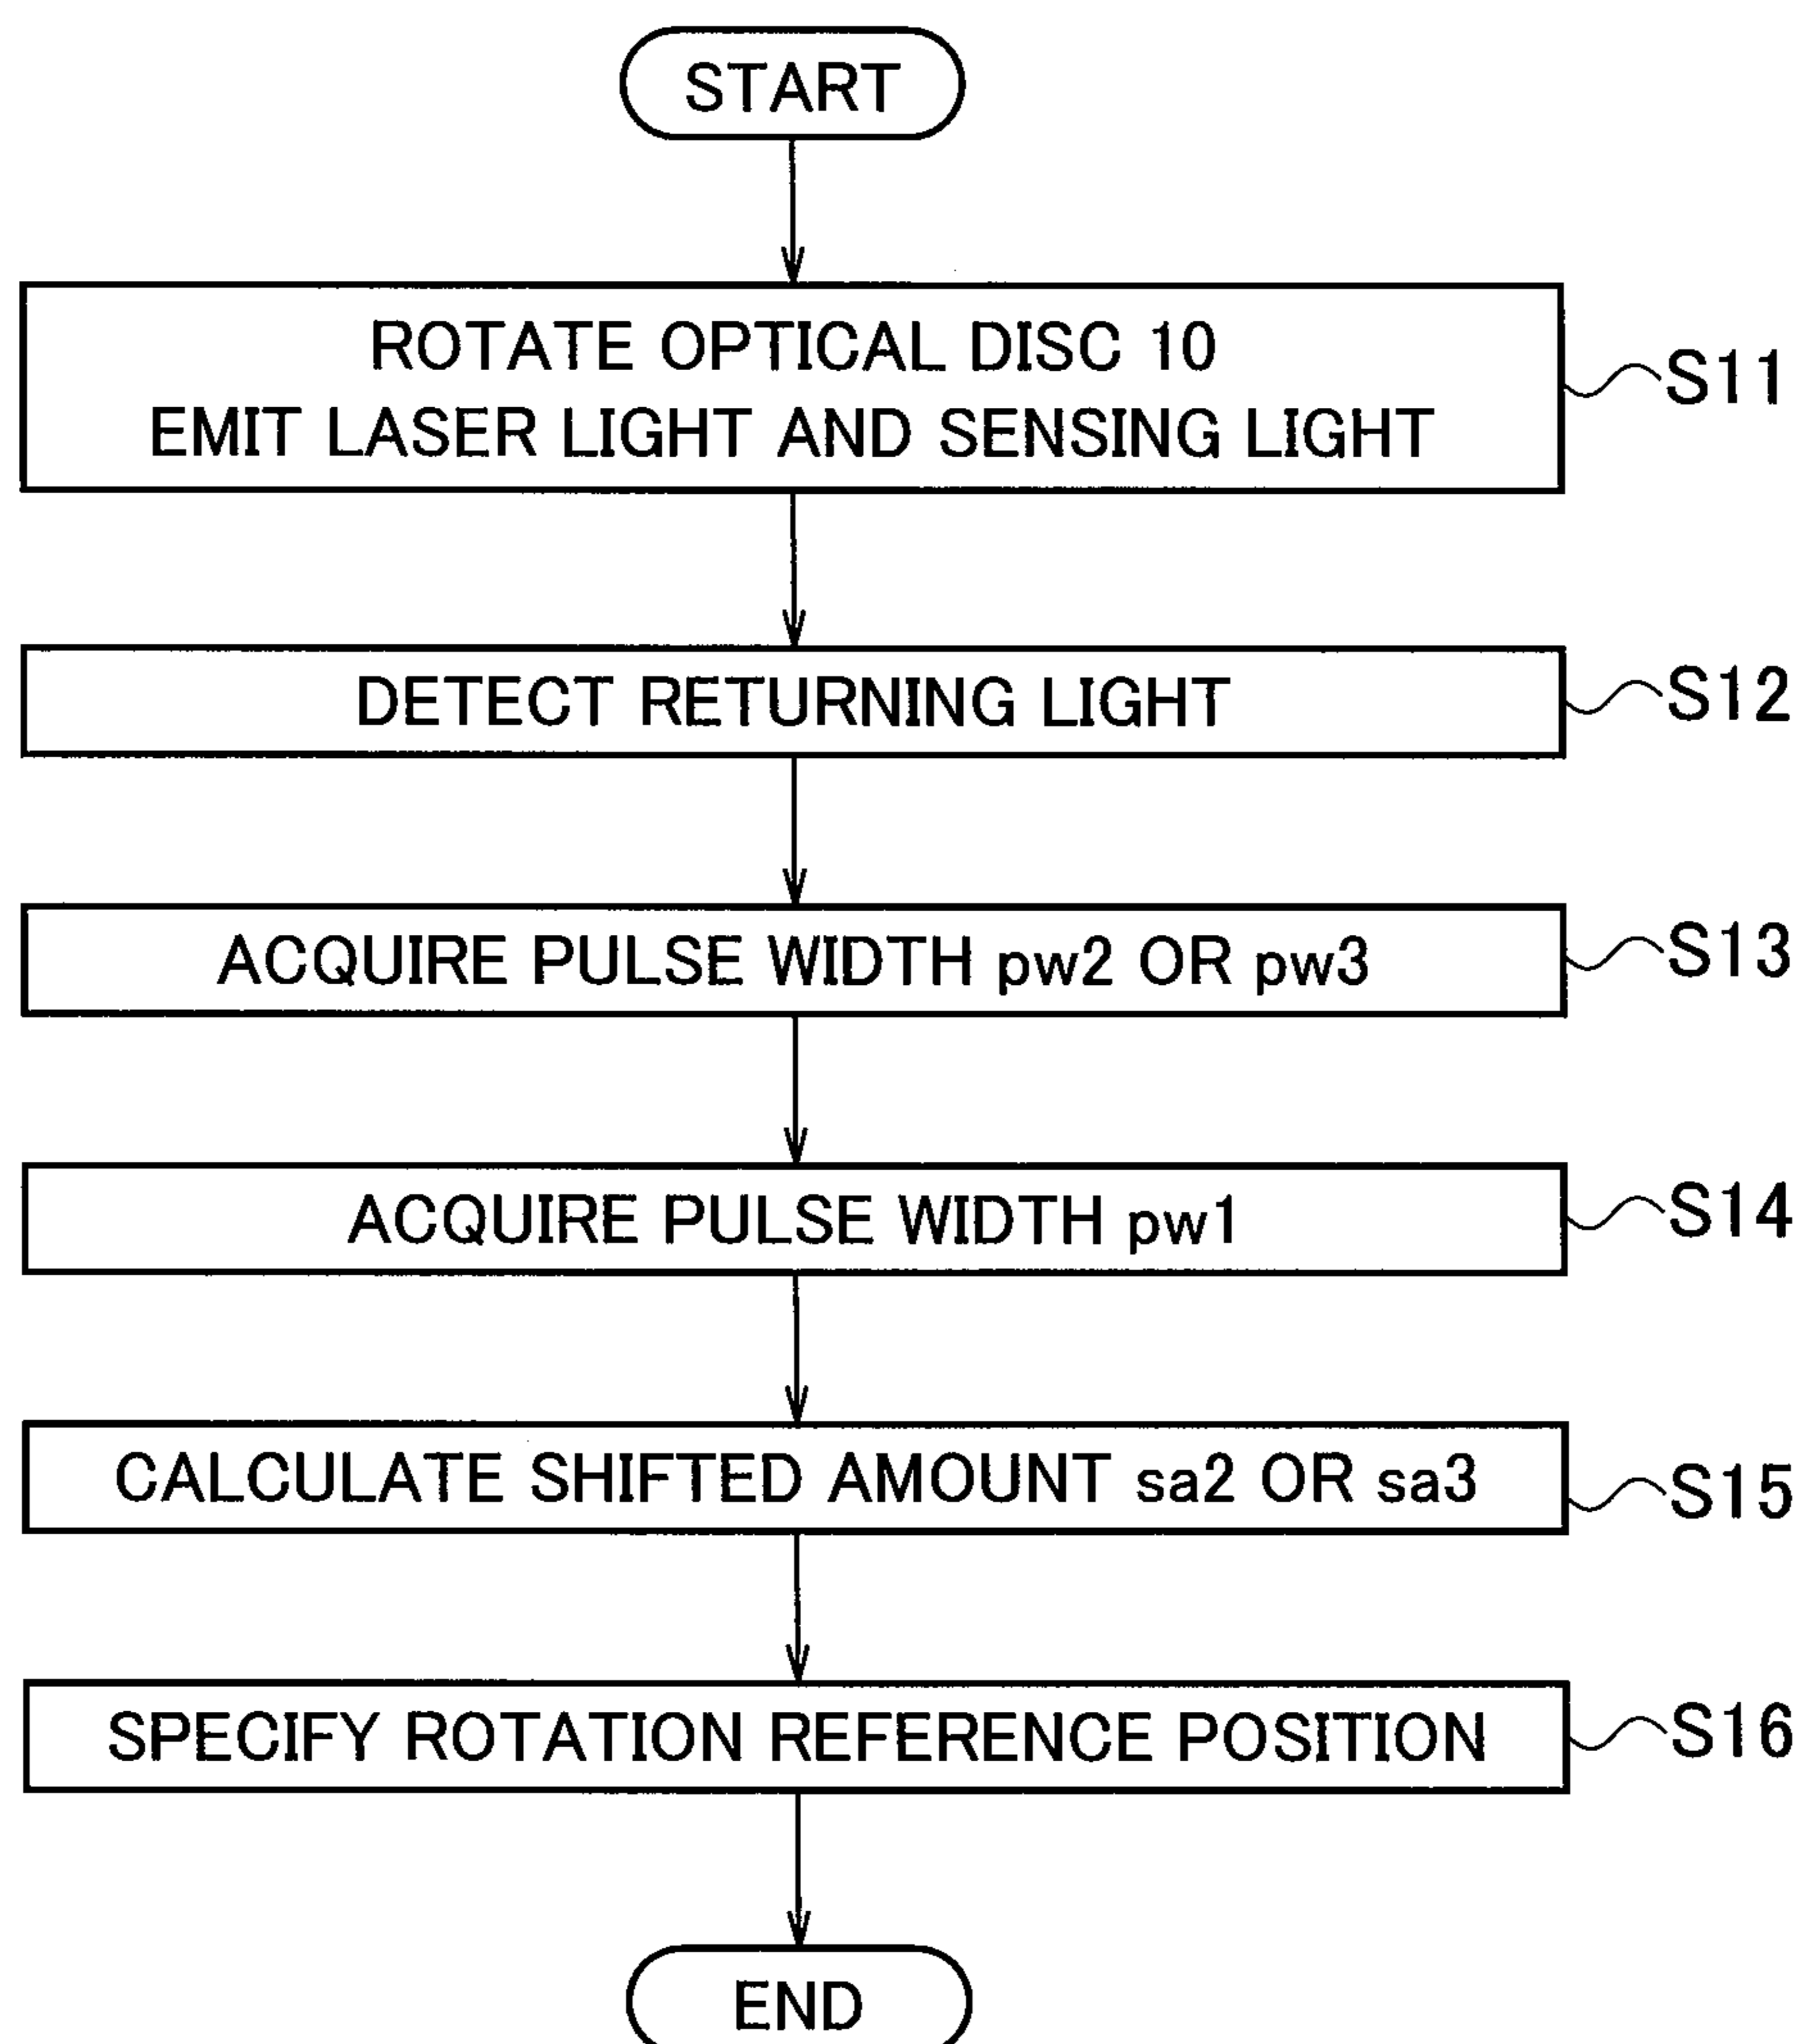 START
ROTATE OPTICAL DISC 10
EMIT LASER LIGHT AND SENSING LIGHT
S11
DETECT RETURNING LIGHT
S12
ACQUIRE PULSE WIDTH pw2 OR pw3
S13
ACQUIRE PULSE WIDTH pw1
S14
CALCULATE SHIFTED AMOUNT sa2 OR sa3
S15
SPECIFY ROTATION REFERENCE POSITION
S16
END